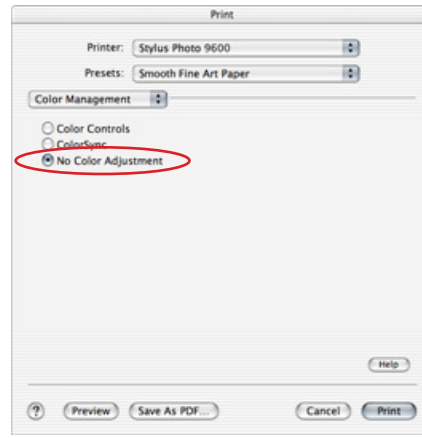 Print
Printer: Stylus Photo 9600
Presets: Smooth Fine Art Paper
Color Management
Color Controls
ColorSync
No Color Adjustment
Help
? Preview Save As PDF... Cancel Print